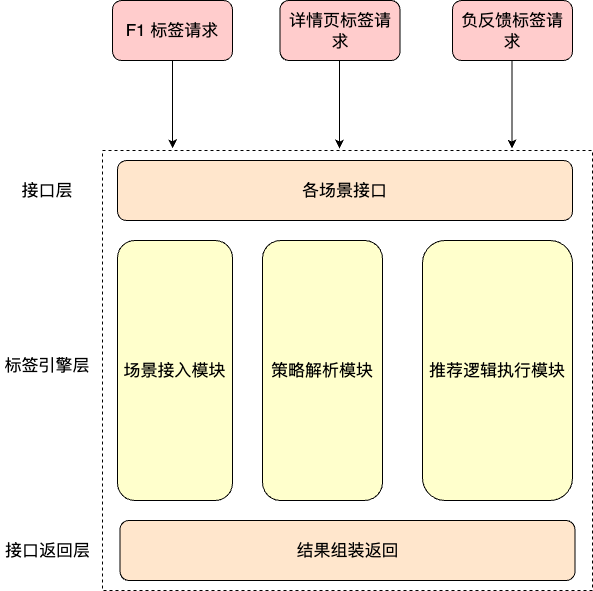 F1 标签请求
详情页标签请
求
负反馈标签请
求
接口层
各场景接口
标签引擎层
场景接入模块
策略解析模块
推荐逻辑执行模块
接口返回层
结果组装返回